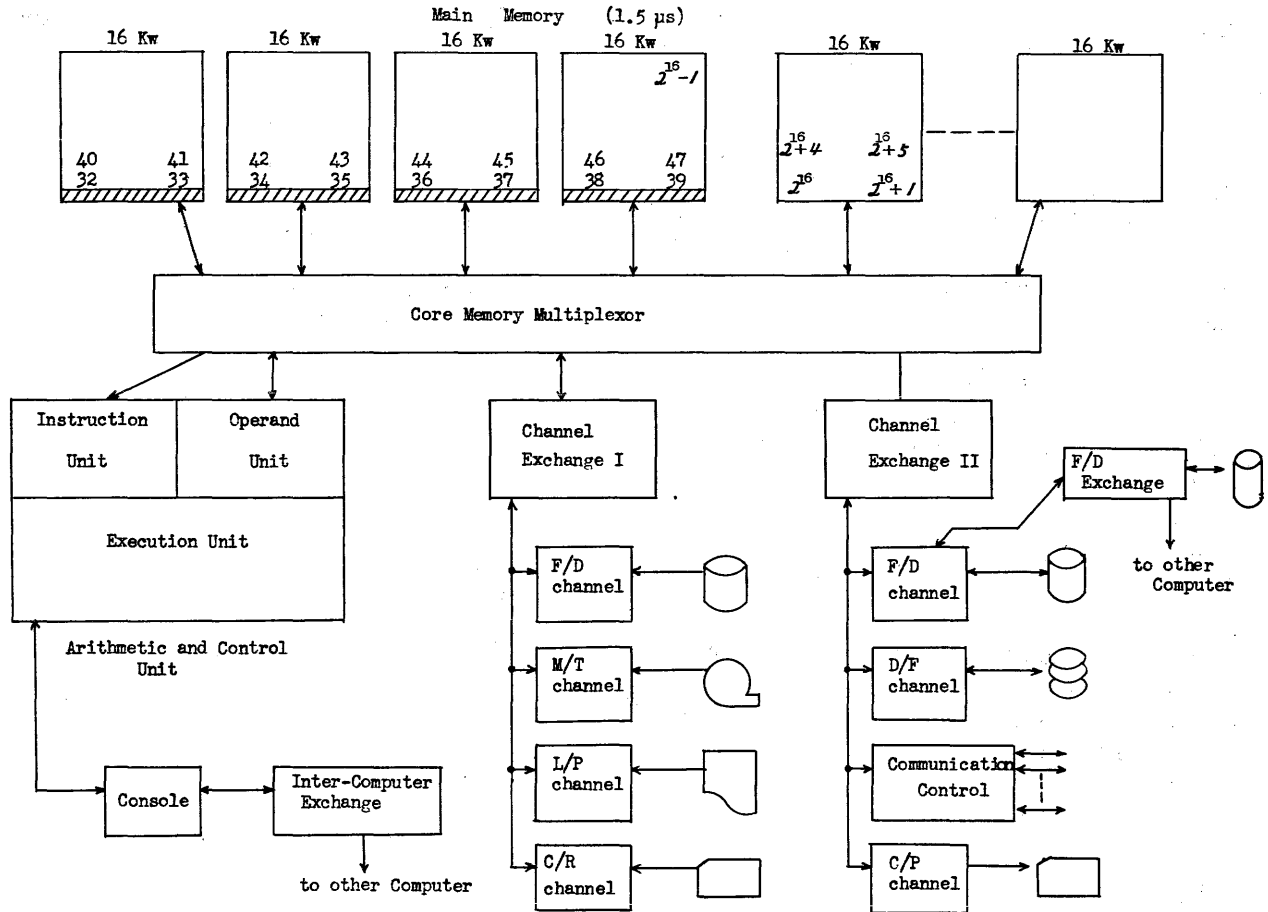 Main Memory (1.5 µs)
16 Kw 16 Kw 16 Kw 16 Kw 16 Kw 16 Kw
2^16-1
40 41 42 43 44 45 46 47 2^16+4 2^16+5
32 33 34 35 36 37 38 39 2^16 2^16+1
Core Memory Multiplexor
Instruction
Unit
Operand
Unit
Execution Unit
Arithmetic and Control
Unit
Console
Inter-Computer
Exchange
to other Computer
Channel
Exchange I
F/D
channel
M/T
channel
L/P
channel
C/R
channel
Channel
Exchange II
F/D
Exchange
to other
Computer
F/D
channel
D/F
channel
Communication
Control
C/P
channel